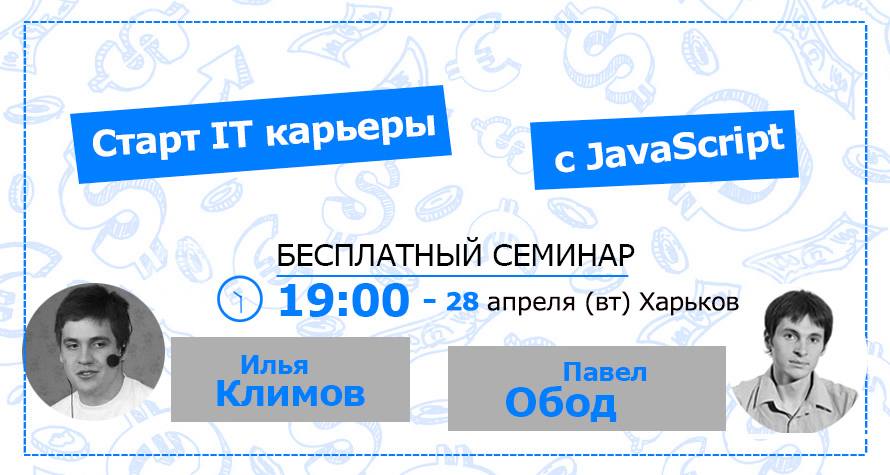 Старт IT карьеры
с JavaScript
БЕСПЛАТНЫЙ СЕМИНАР
19:00 - 28 апреля (вт) Харьков
Илья
Климов
Павел
Обод